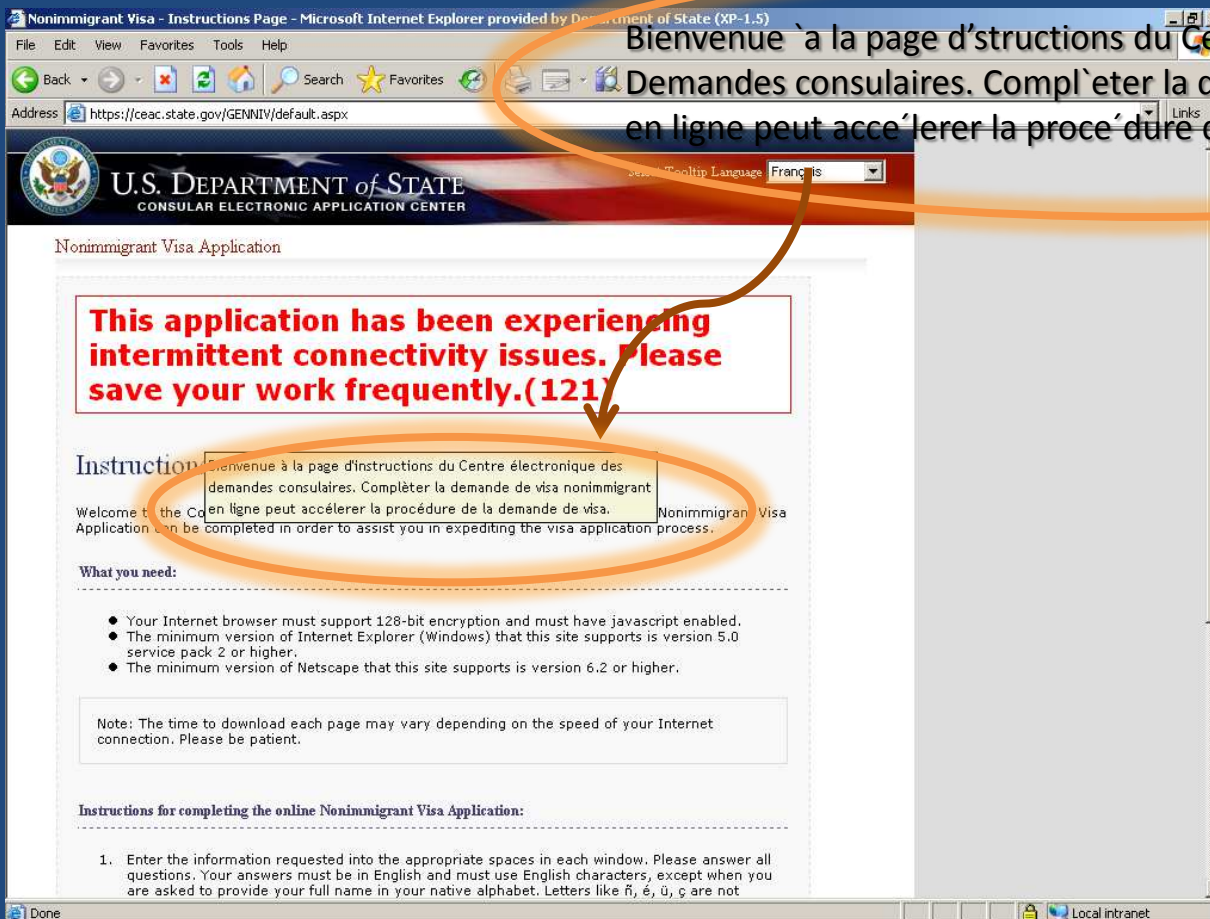 Nonimmigrant Visa - Instructions Page - Microsoft Internet Explorer provided by Department of State (XP-1.5)
Bienvenue `a la page d’structions du Ce
File Edit View Favorites Tools Help
Back Search Favorites
Demandes consulaires. Compl`eter la d
Address https://ceac.state.gov/GENNIV/default.aspx Links
en ligne peut acce´lerer la proce´dure d
U.S. DEPARTMENT of STATE
CONSULAR ELECTRONIC APPLICATION CENTER
Tooltip Language Français
Nonimmigrant Visa Application
This application has been experiencing
intermittent connectivity issues. Please
save your work frequently.(121)
Instruction
Bienvenue à la page d'instructions du Centre électronique des
demandes consulaires. Complèter la demande de visa nonimmigrant
en ligne peut accélerer la procédure de la demande de visa.
Welcome to the Co Nonimmigrant Visa
Application can be completed in order to assist you in expediting the visa application process.
What you need:
Your Internet browser must support 128-bit encryption and must have javascript enabled.
The minimum version of Internet Explorer (Windows) that this site supports is version 5.0
service pack 2 or higher.
The minimum version of Netscape that this site supports is version 6.2 or higher.
Note: The time to download each page may vary depending on the speed of your Internet
connection. Please be patient.
Instructions for completing the online Nonimmigrant Visa Application:
1. Enter the information requested into the appropriate spaces in each window. Please answer all
questions. Your answers must be in English and must use English characters, except when you
are asked to provide your full name in your native alphabet. Letters like ñ, é, ü, ç are not
Done Local intranet